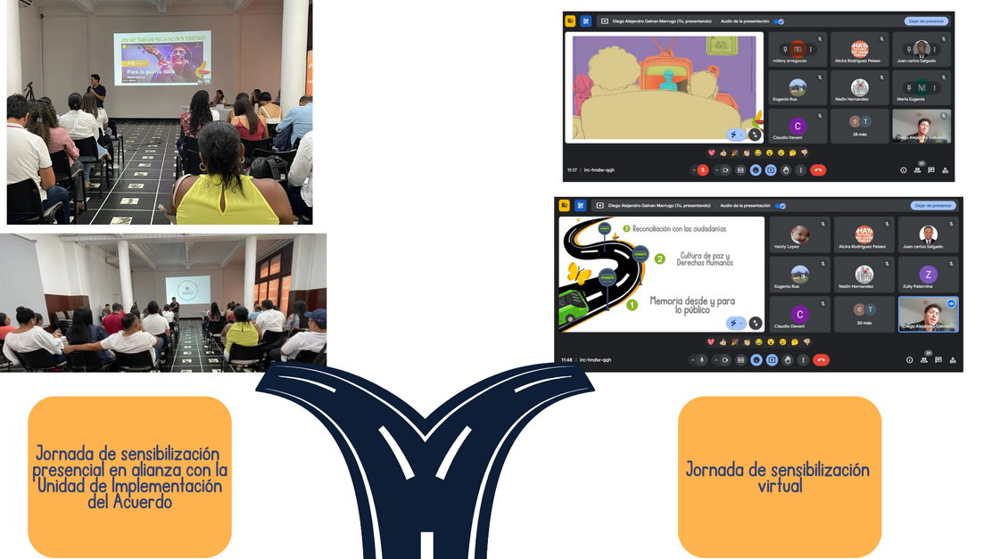 ¿POR QUÉ TRABAJAR POR LA PAZ EN MI TERRITORIO?
Para la guerra nada
Marta Gómez
Diego Alejandro Galvan Marrugo (Tú, presentando)
Audio de la presentación
Dejar de presentar
mileny arregoces
Alcira Rodriguez Pelaez
Juan carlos Salgado
Eugenio Rua
Nadin Hernandez
Maria Eugenia
Claudio Devani
28 más
Diego Alejandro Galvan
11:17 | irc-hndw-qqh
Diego Alejandro Galvan Marrugo (Tú, presentando)
Audio de la presentación
Dejar de presentar
3 Reconciliación con las ciudadanías
2 Cultura de paz y
Derechos Humanos
1 Memoria desde y para
lo público
Heidy Lopez
Alcira Rodriguez Pelaez
Juan carlos Salgado
Eugenio Rua
Nadin Hernandez
Zully Paternina
Claudio Devani
30 más
Diego Alejandro Galvan
11:48 | irc-hndw-qqh
Jornada de sensibilización
presencial en alianza con la
Unidad de Implementación
del Acuerdo
Jornada de sensibilización
virtual